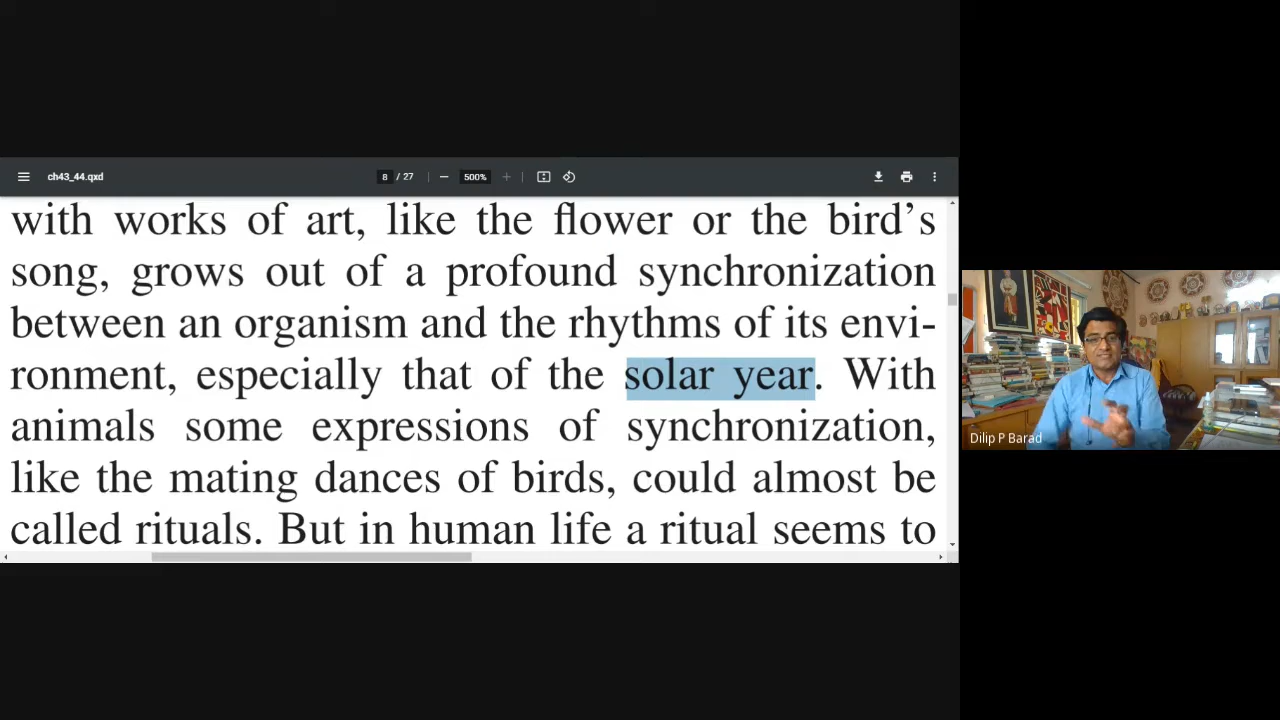 ch43_44.qxd
8 / 27
500%
with works of art, like the flower or the bird's
song, grows out of a profound synchronization
between an organism and the rhythms of its envi-
ronment, especially that of the solar year. With
animals some expressions of synchronization,
like the mating dances of birds, could almost be
called rituals. But in human life a ritual seems to
Dilip P Barad